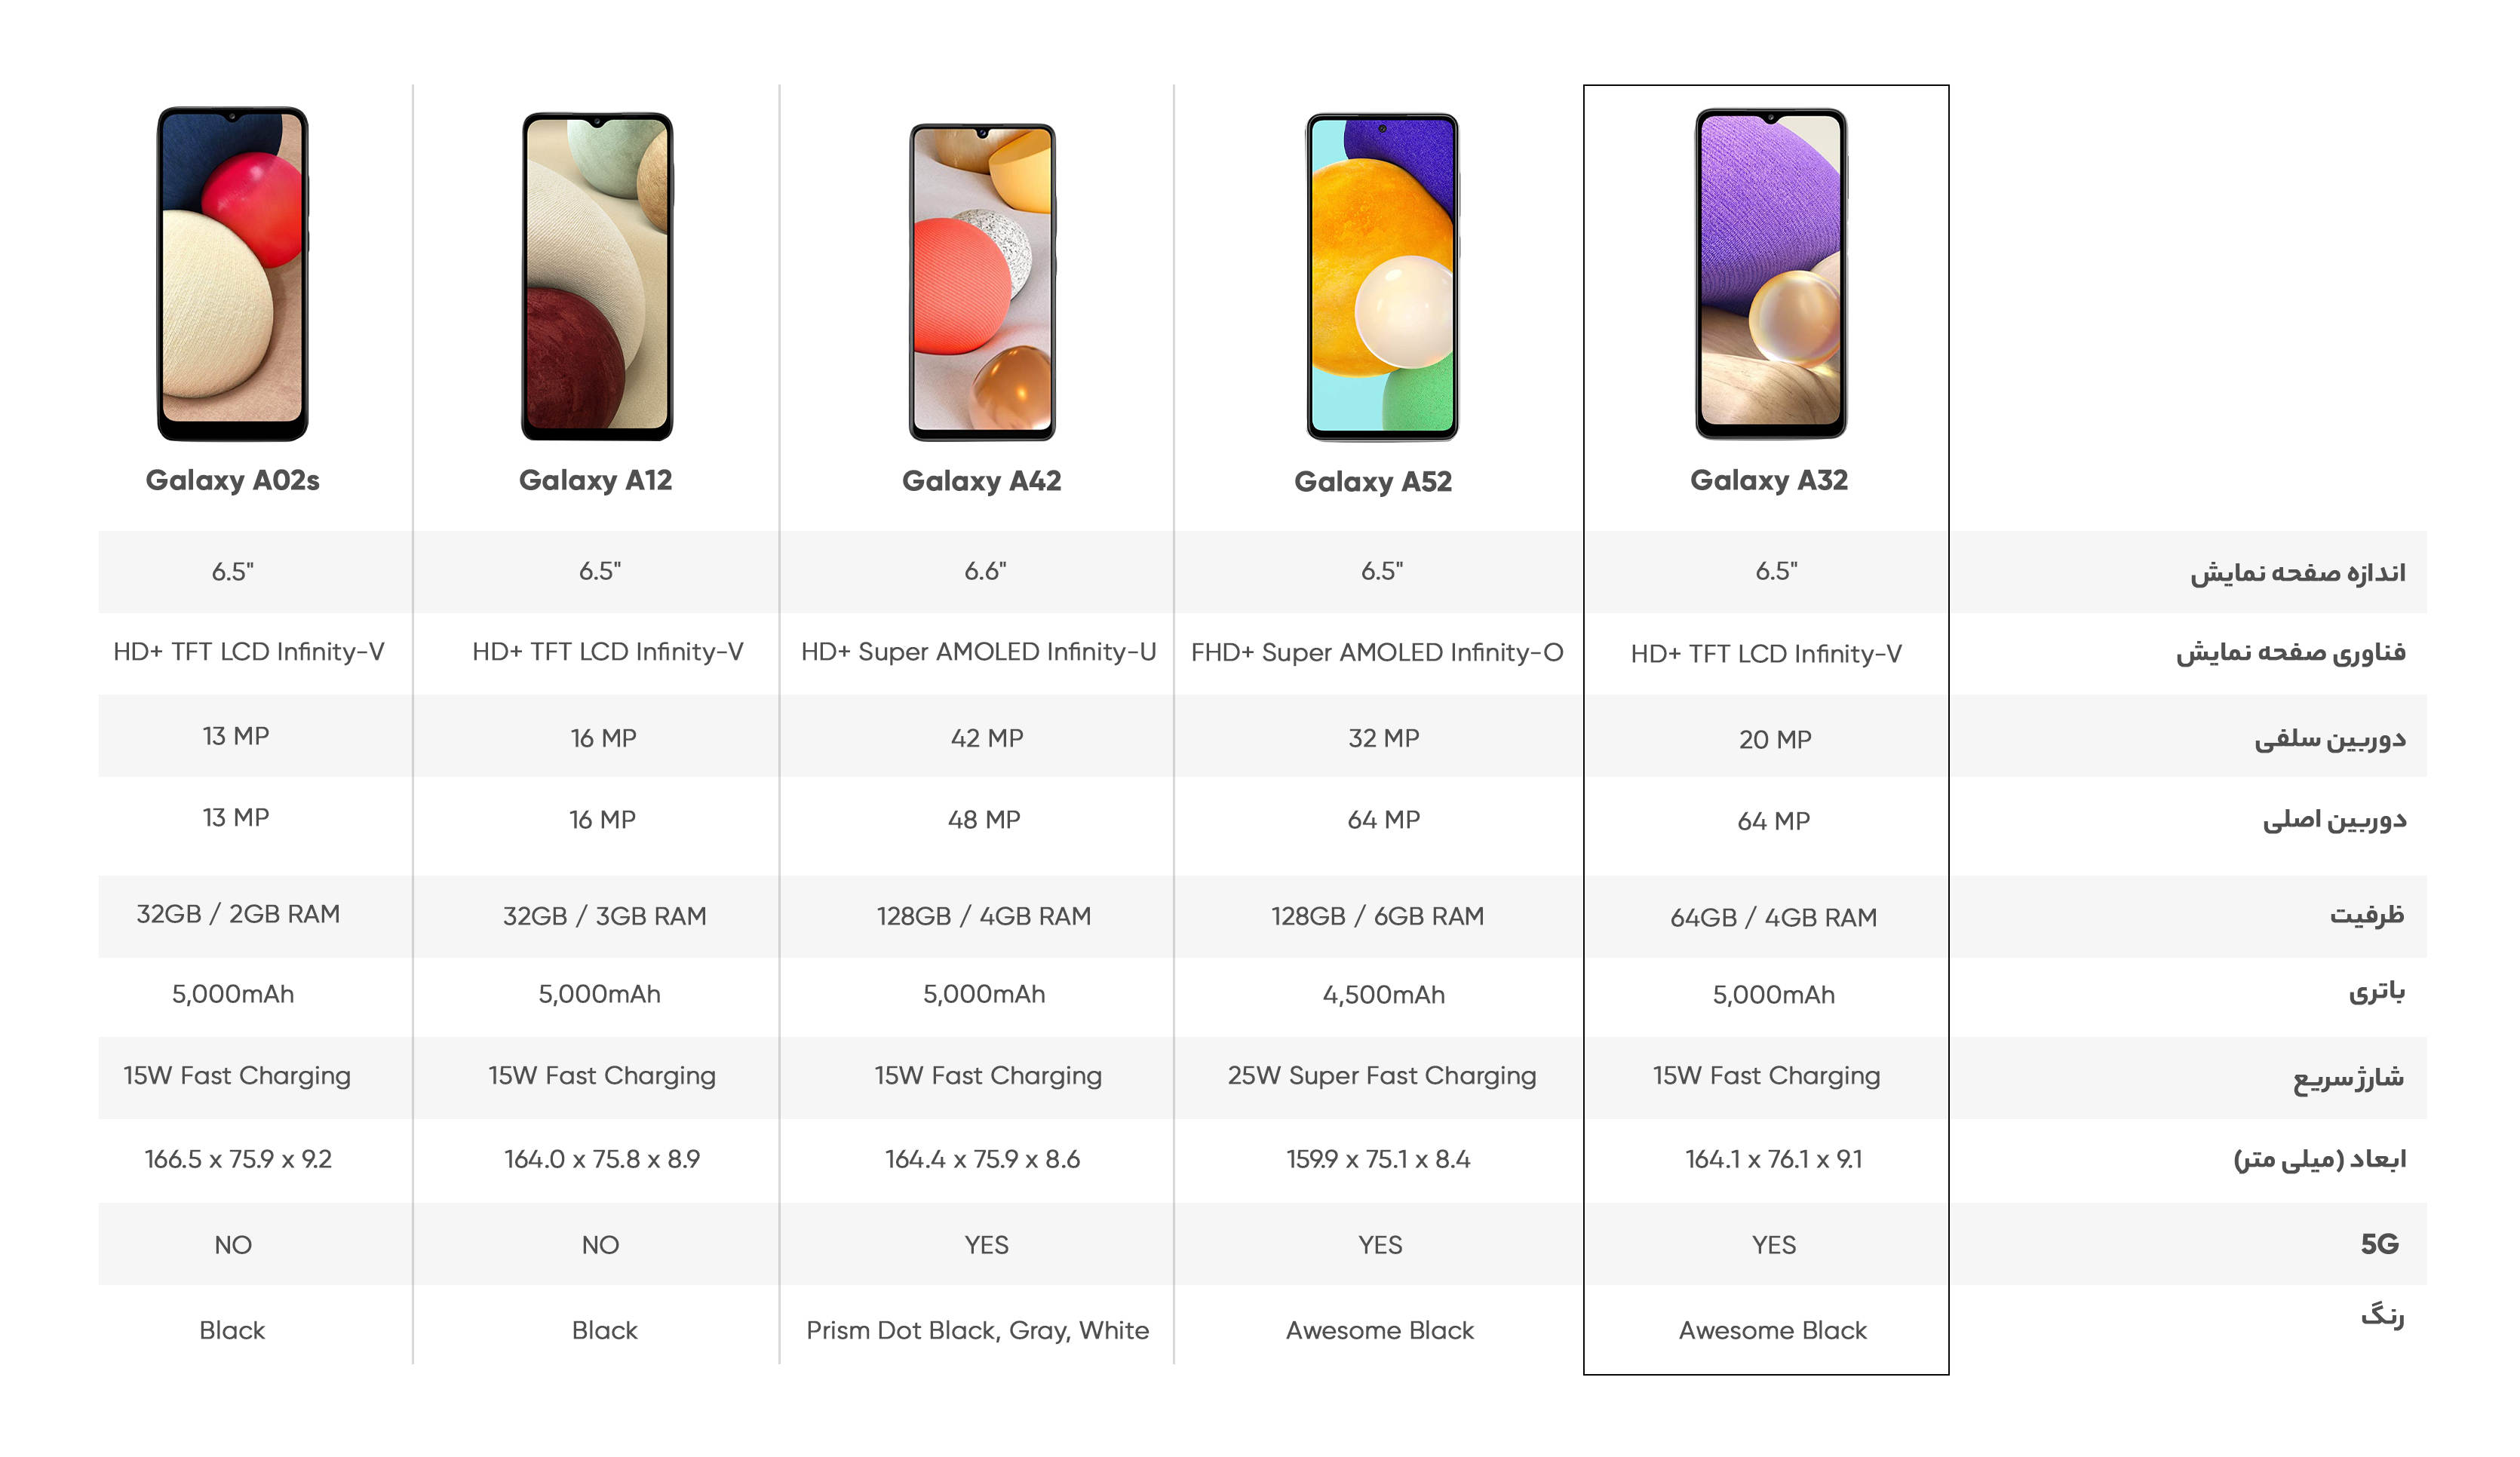 Galaxy A02s Galaxy A12 Galaxy A42 Galaxy A52 Galaxy A32
6.5" 6.5" 6.6" 6.5" 6.5" اندازه صفحه نمایش
HD+ TFT LCD Infinity-V HD+ TFT LCD Infinity-V HD+ Super AMOLED Infinity-U FHD+ Super AMOLED Infinity-O HD+ TFT LCD Infinity-V فناوری صفحه نمایش
13 MP 16 MP 42 MP 32 MP 20 MP دوربین سلفی
13 MP 16 MP 48 MP 64 MP 64 MP دوربین اصلی
32GB / 2GB RAM 32GB / 3GB RAM 128GB / 4GB RAM 128GB / 6GB RAM 64GB / 4GB RAM ظرفیت
5,000mAh 5,000mAh 5,000mAh 4,500mAh 5,000mAh باتری
15W Fast Charging 15W Fast Charging 15W Fast Charging 25W Super Fast Charging 15W Fast Charging شارژ سریع
166.5 x 75.9 x 9.2 164.0 x 75.8 x 8.9 164.4 x 75.9 x 8.6 159.9 x 75.1 x 8.4 164.1 x 76.1 x 9.1 ابعاد (میلی متر)
NO NO YES YES YES 5G
Black Black Prism Dot Black, Gray, White Awesome Black Awesome Black رنگ